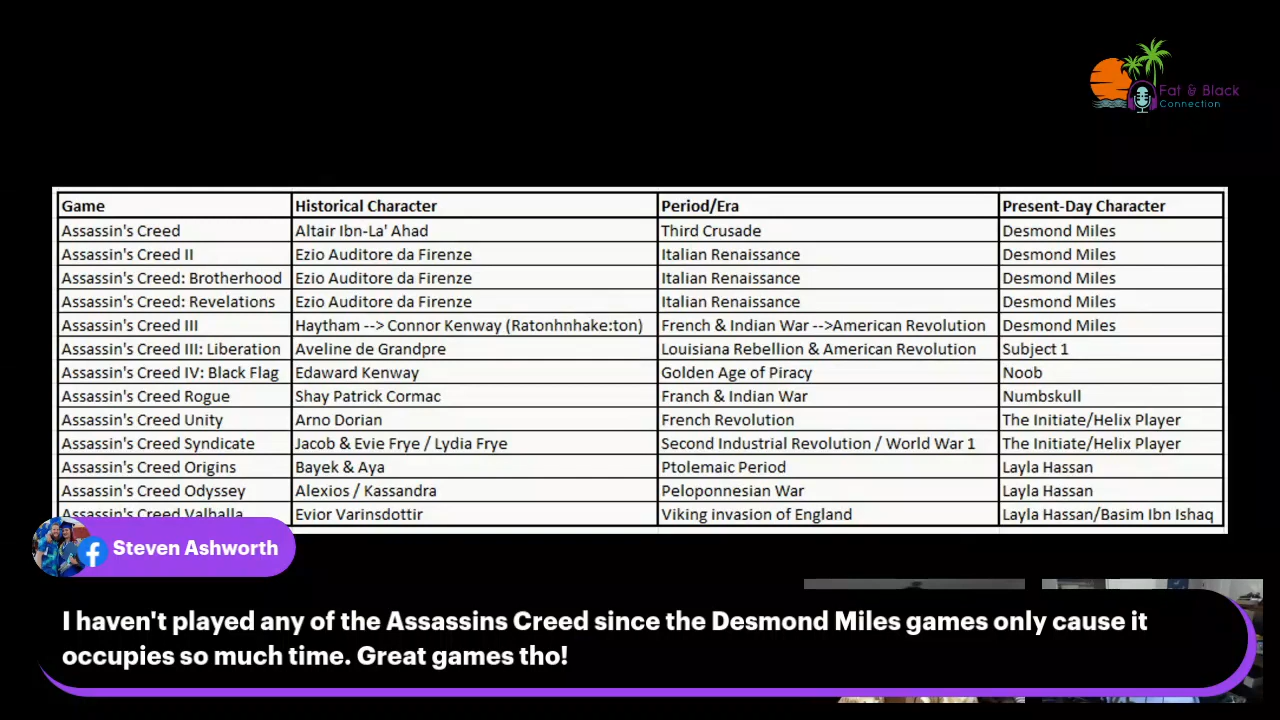 Fat & Black
Connection
Game Historical Character Period/Era Present-Day Character
Assassin's Creed Altair Ibn-La' Ahad Third Crusade Desmond Miles
Assassin's Creed II Ezio Auditore da Firenze Italian Renaissance Desmond Miles
Assassin's Creed: Brotherhood Ezio Auditore da Firenze Italian Renaissance Desmond Miles
Assassin's Creed: Revelations Ezio Auditore da Firenze Italian Renaissance Desmond Miles
Assassin's Creed III Haytham --> Connor Kenway (Ratonhnhake:ton) French & Indian War -->American Revolution Desmond Miles
Assassin's Creed III: Liberation Aveline de Grandpre Louisiana Rebellion & American Revolution Subject 1
Assassin's Creed IV: Black Flag Edaward Kenway Golden Age of Piracy Noob
Assassin's Creed Rogue Shay Patrick Cormac Franch & Indian War Numbskull
Assassin's Creed Unity Arno Dorian French Revolution The Initiate/Helix Player
Assassin's Creed Syndicate Jacob & Evie Frye / Lydia Frye Second Industrial Revolution / World War 1 The Initiate/Helix Player
Assassin's Creed Origins Bayek & Aya Ptolemaic Period Layla Hassan
Assassin's Creed Odyssey Alexios / Kassandra Peloponnesian War Layla Hassan
Assassin's Creed Valhalla Evior Varinsdottir Viking invasion of England Layla Hassan/Basim Ibn Ishaq
Steven Ashworth
I haven't played any of the Assassins Creed since the Desmond Miles games only cause it
occupies so much time. Great games tho!